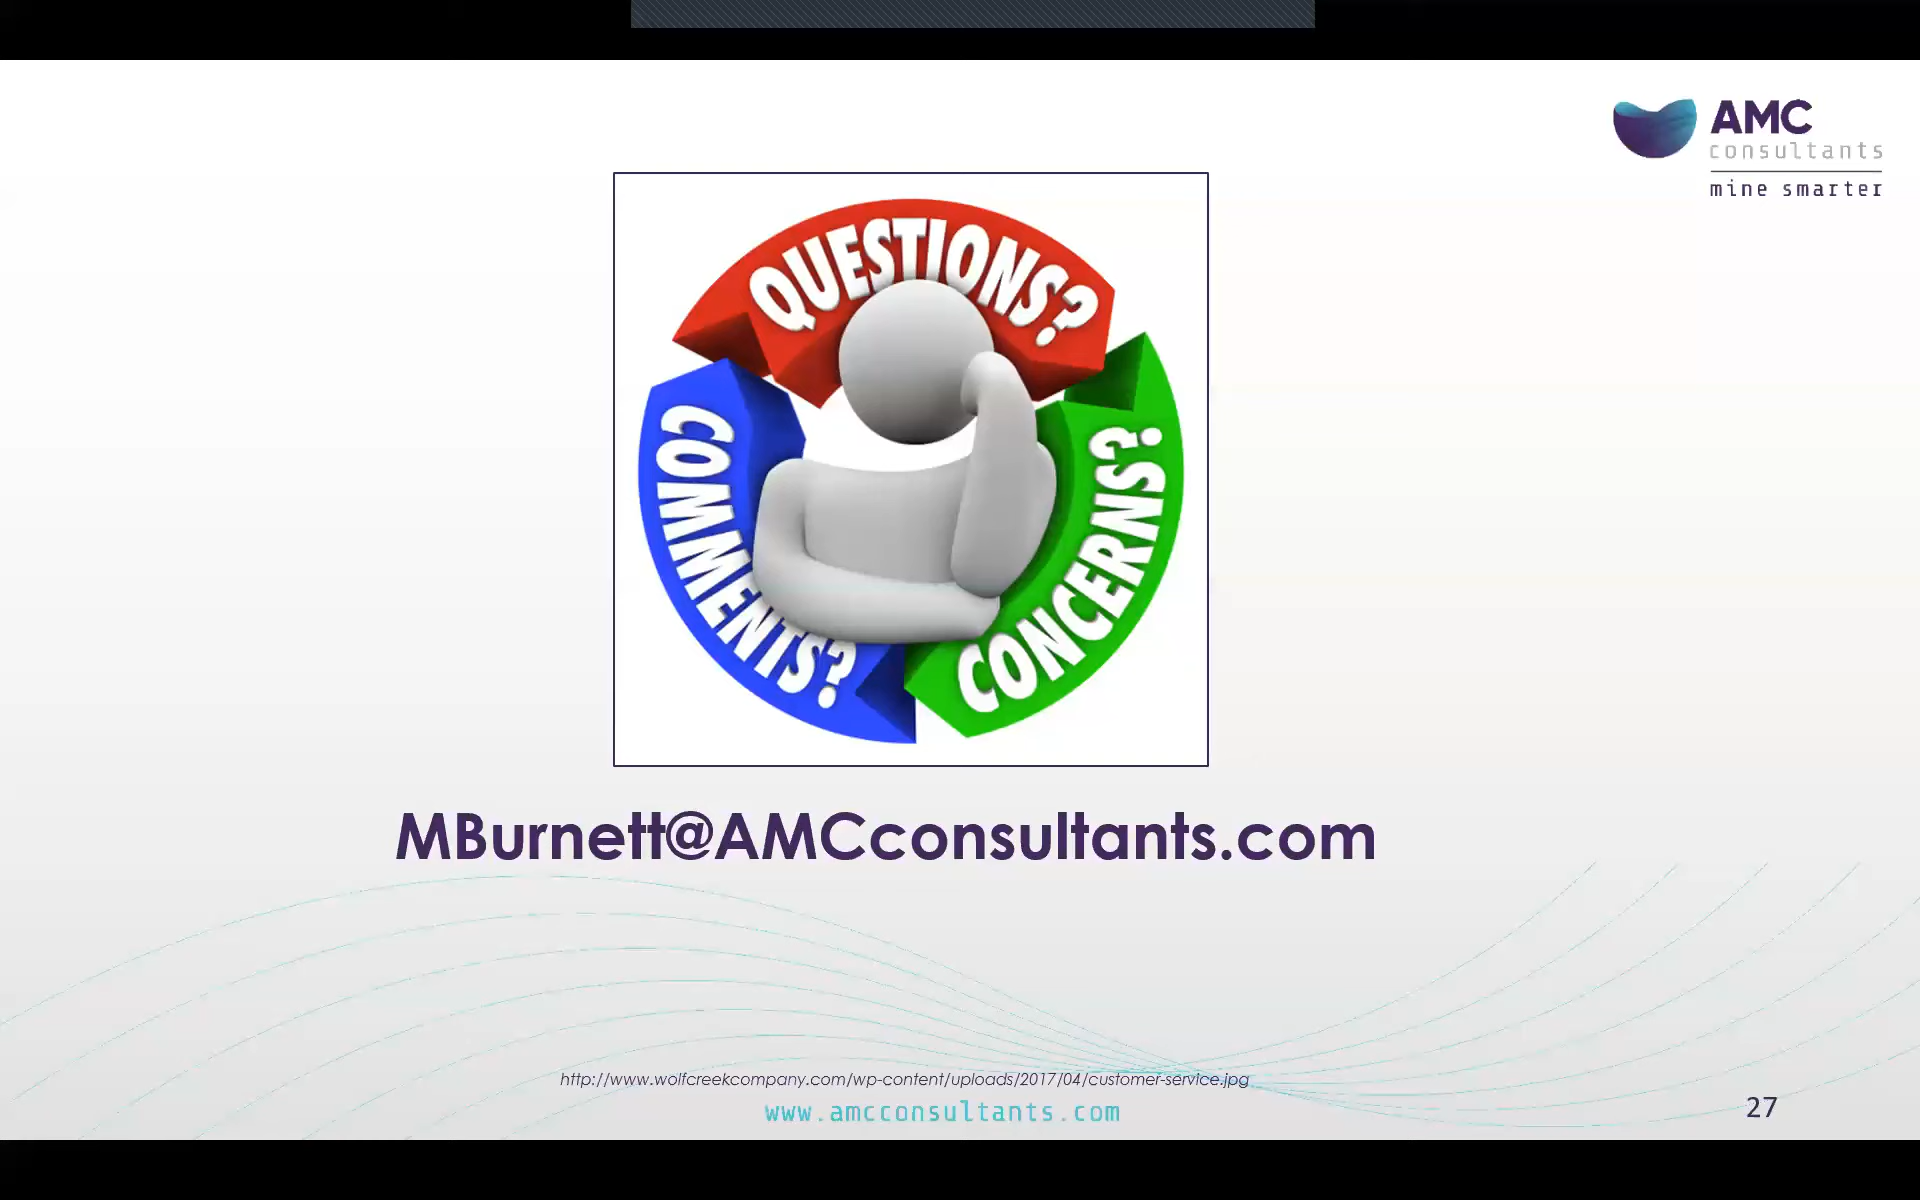 AMC
consultants
mine smarter
QUESTIONS?
COMMENTS?
CONCERNS?
MBurnett@AMCconsultants.com
http://www.wolfcreekcompany.com/wp-content/uploads/2017/04/customer-service.jpg
www.amcconsultants.com
27